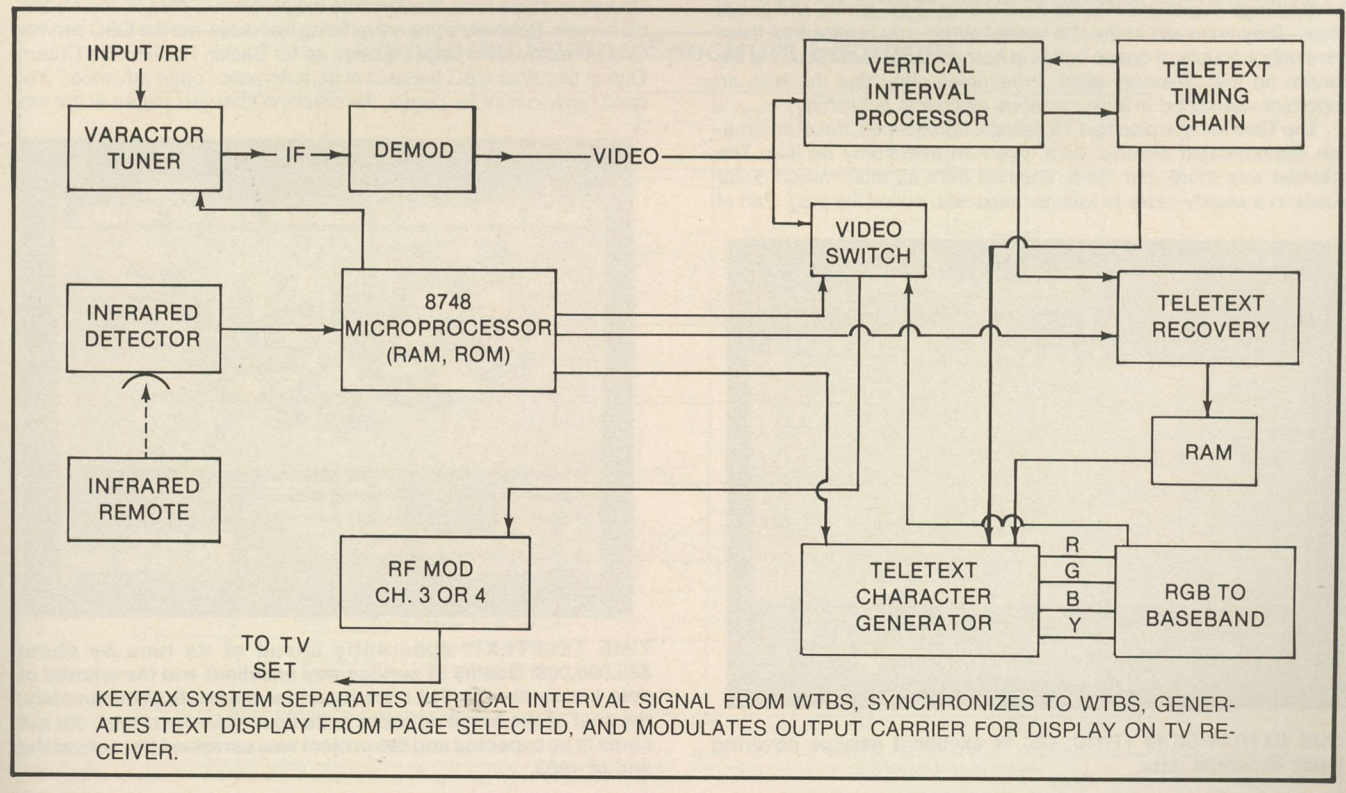 INPUT /RF
VARACTOR
TUNER
IF
DEMOD
VIDEO
VERTICAL
INTERVAL
PROCESSOR
TELETEXT
TIMING
CHAIN
VIDEO
SWITCH
INFRARED
DETECTOR
8748
MICROPROCESSOR
(RAM, ROM)
TELETEXT
RECOVERY
RAM
INFRARED
REMOTE
RF MOD
CH. 3 OR 4
TELETEXT
CHARACTER
GENERATOR
R
G
B
Y
RGB TO
BASEBAND
TO TV
SET
KEYFAX SYSTEM SEPARATES VERTICAL INTERVAL SIGNAL FROM WTBS, SYNCHRONIZES TO WTBS, GENER-
ATES TEXT DISPLAY FROM PAGE SELECTED, AND MODULATES OUTPUT CARRIER FOR DISPLAY ON TV RE-
CEIVER.